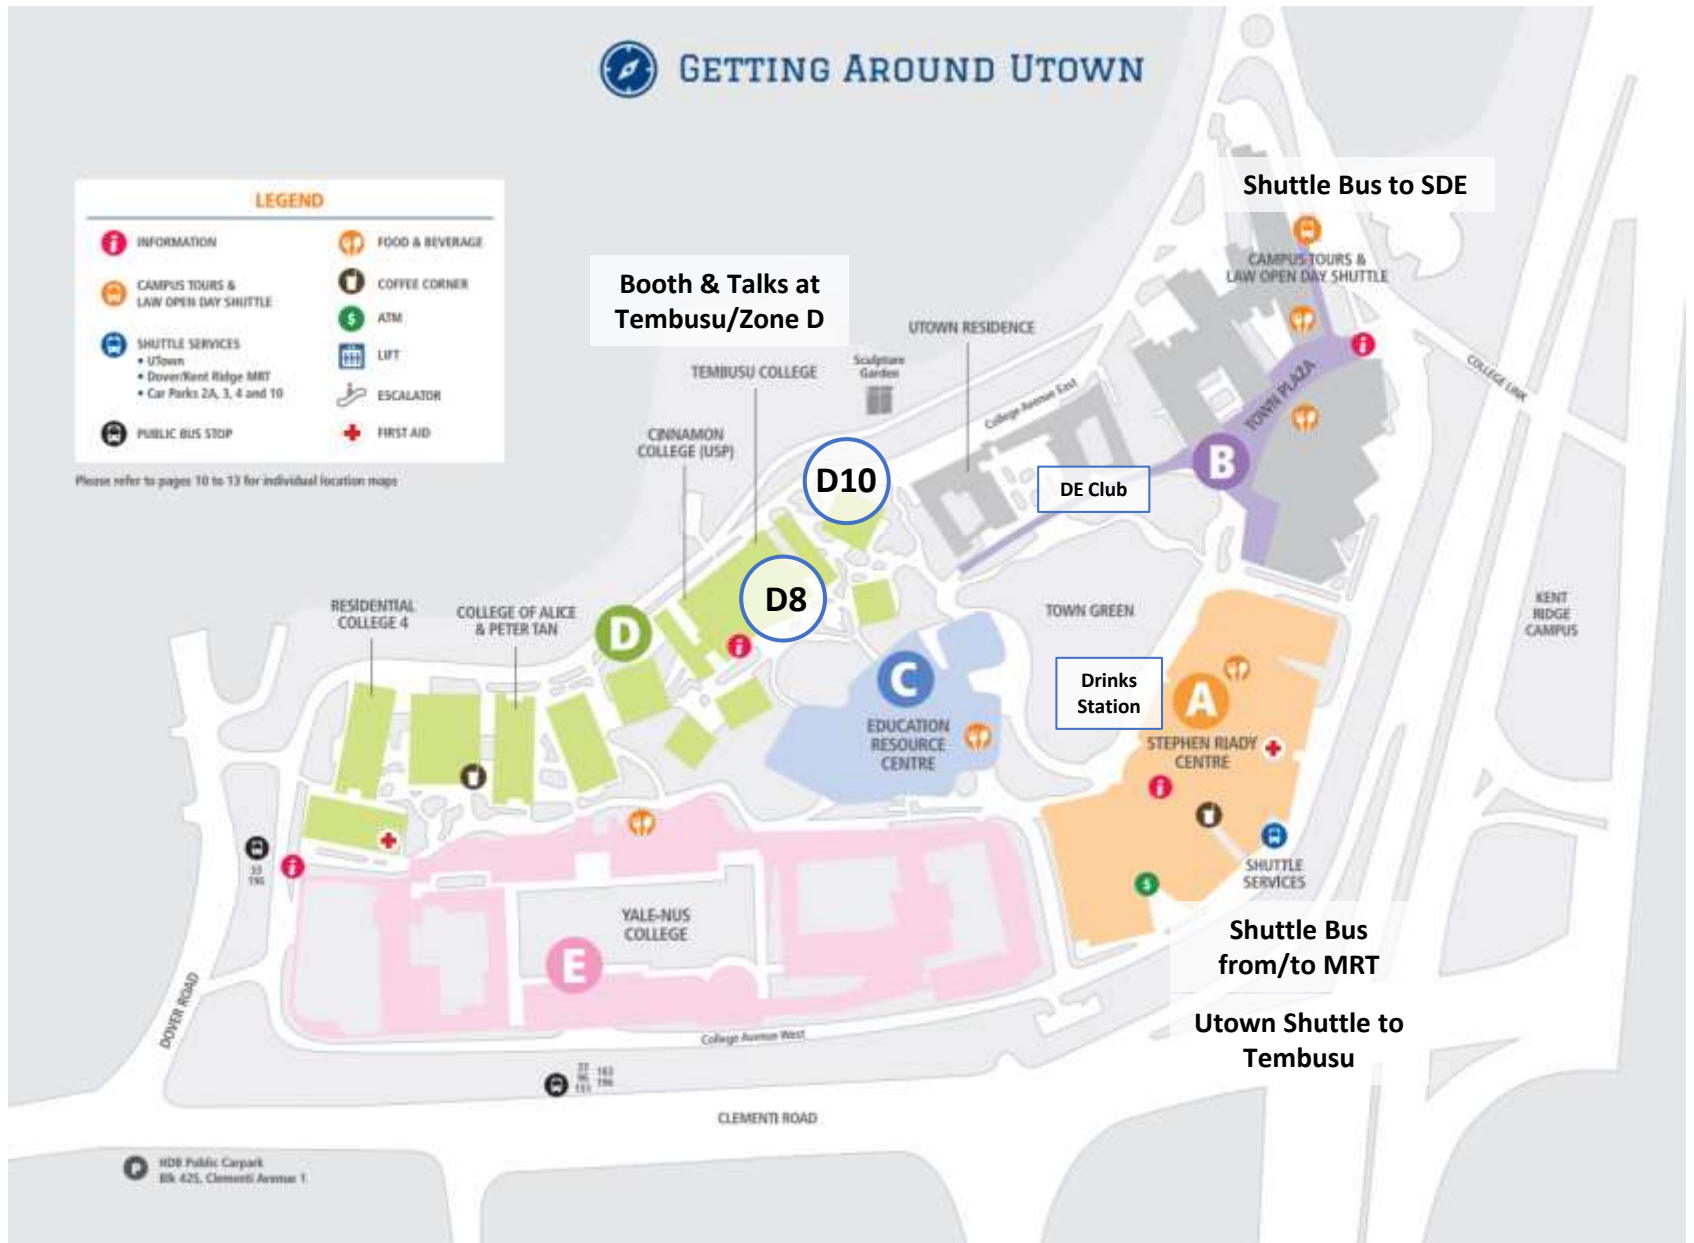 GETTING AROUND UTOWN
LEGEND
INFORMATION
CAMPUS TOURS &
LAW OPEN DAY SHUTTLE
SHUTTLE SERVICES
• UTown
• Dover/Kent Ridge MRT
• Car Parks 2A, 3, 4 and 10
PUBLIC BUS STOP
FOOD & BEVERAGE
COFFEE CORNER
$
ATM
LIFT
ESCALATOR
FIRST AID
Please refer to pages 10 to 13 for individual location maps
Shuttle Bus to SDE
CAMPUS TOURS &
LAW OPEN DAY SHUTTLE
Booth & Talks at
Tembusu/Zone D
UTOWN RESIDENCE
Sculpture
Garden
TEMBUSU COLLEGE
College Avenue East
COLLEGE LINK
TOWN PLAZA
CINNAMON
COLLEGE (USP)
D10
B
DE Club
D8
RESIDENTIAL
COLLEGE 4
COLLEGE OF ALICE
& PETER TAN
D
TOWN GREEN
KENT
RIDGE
CAMPUS
C
EDUCATION
RESOURCE
CENTRE
Drinks
Station
A
STEPHEN RIADY
CENTRE
33
196
SHUTTLE
SERVICES
$
YALE-NUS
COLLEGE
E
Shuttle Bus
from/to MRT
Utown Shuttle to
Tembusu
DOVER ROAD
College Avenue West
33 183
96 196
151
CLEMENTI ROAD
P
HDB Public Carpark
Blk 425, Clementi Avenue 1